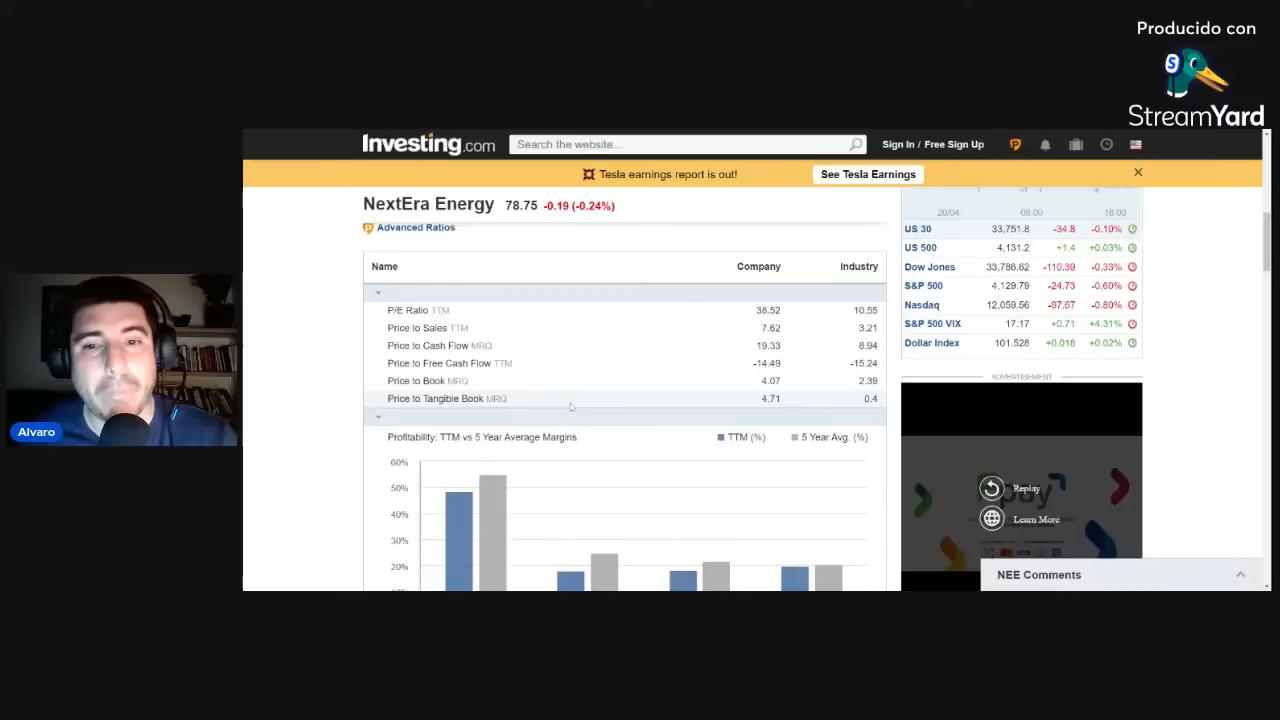 Producido con
StreamYard
Investing.com
Search the website...
Sign In / Free Sign Up
Tesla earnings report is out!
See Tesla Earnings
NextEra Energy 78.75 -0.19 (-0.24%)
Advanced Ratios
Name Company Industry
P/E Ratio TTM 38.52 10.55
Price to Sales TTM 7.62 3.21
Price to Cash Flow MRQ 19.33 8.94
Price to Free Cash Flow TTM -14.49 -15.24
Price to Book MRQ 4.07 2.39
Price to Tangible Book MRQ 4.71 0.4
Profitability: TTM vs 5 Year Average Margins TTM (%) 5 Year Avg. (%)
60%
50%
40%
30%
20%
20/04 08:00 16:00
US 30 33,751.8 -34.8 -0.10%
US 500 4,131.2 +1.4 +0.03%
Dow Jones 33,786.62 -110.39 -0.33%
S&P 500 4,129.79 -24.73 -0.60%
Nasdaq 12,059.56 -97.67 -0.80%
S&P 500 VIX 17.17 +0.71 +4.31%
Dollar Index 101.528 +0.018 +0.02%
ADVERTISEMENT
Replay
Learn More
NEE Comments
Alvaro